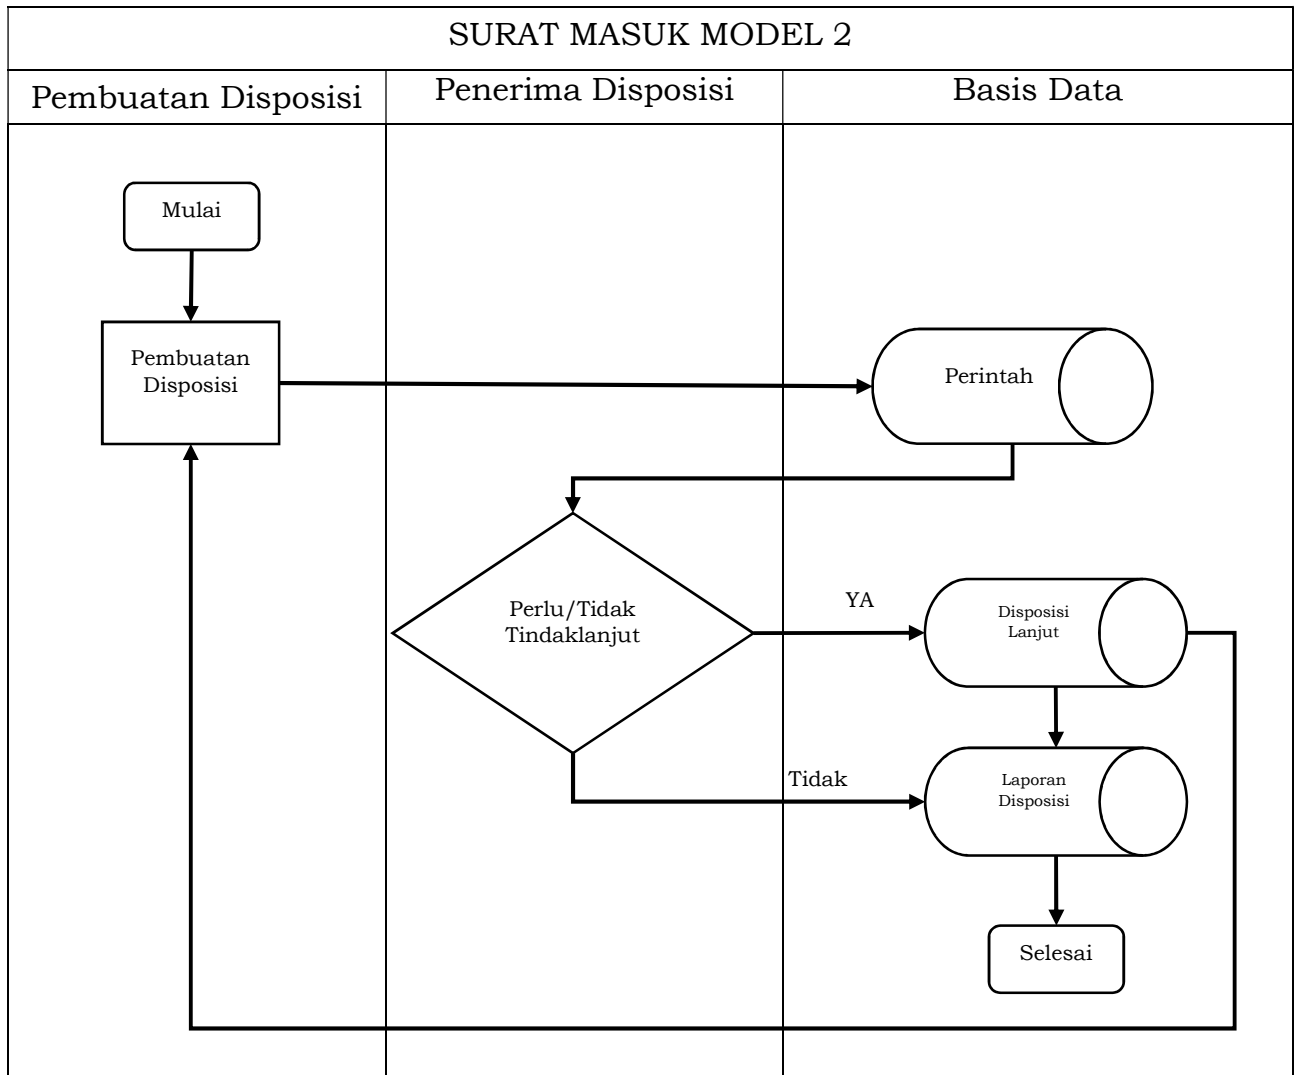 SURAT MASUK MODEL 2
Pembuatan Disposisi
Penerima Disposisi
Basis Data
Mulai
Pembuatan
Disposisi
Perintah
Perlu/Tidak
Tindaklanjut
YA
Disposisi
Lanjut
Tidak
Laporan
Disposisi
Selesai